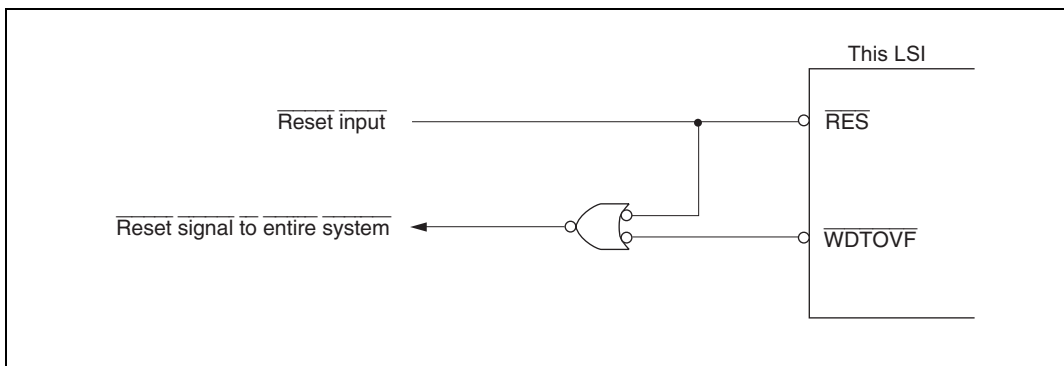 This LSI
Reset input
RES
Reset signal to entire system
WDTOVF